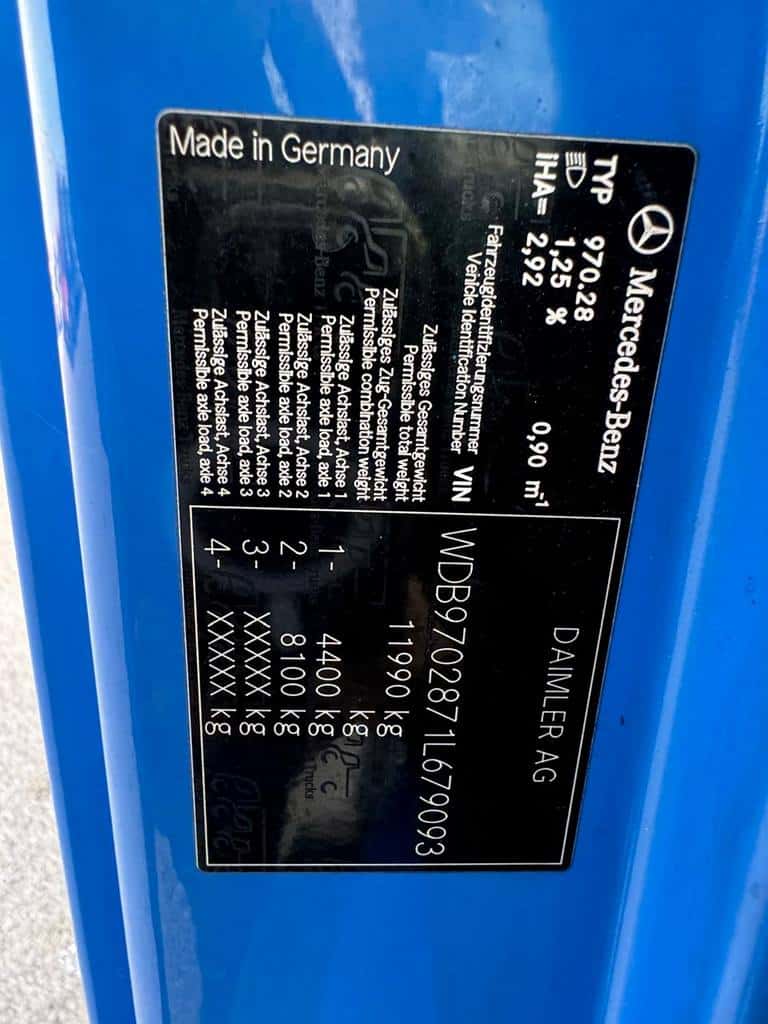 Mercedes-Benz
TYP 970.28
1,25 % 0,90 m⁻¹
iHA= 2,92
DAIMLER AG
Fahrzeugidentifizierungsnummer
Vehicle Identification Number VIN WDB9702871L679093
Zulässiges Gesamtgewicht
Permissible total weight 11990 kg
Zulässiges Zug-Gesamtgewicht
Permissible combination weight kg
Zulässige Achslast, Achse 1
Permissible axle load, axle 1 1- 4400 kg
Zulässige Achslast, Achse 2
Permissible axle load, axle 2 2- 8100 kg
Zulässige Achslast, Achse 3
Permissible axle load, axle 3 3- XXXXX kg
Zulässige Achslast, Achse 4
Permissible axle load, axle 4 4- XXXXX kg
Made in Germany